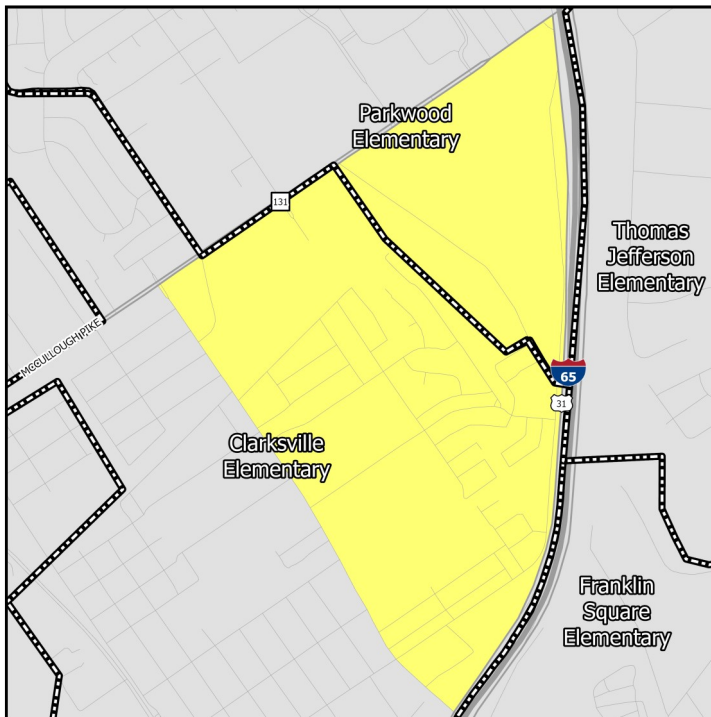 Parkwood
Elementary
131
Thomas
Jefferson
Elementary
MCCULLOUGH PIKE
65
31
Clarksville
Elementary
Franklin
Square
Elementary